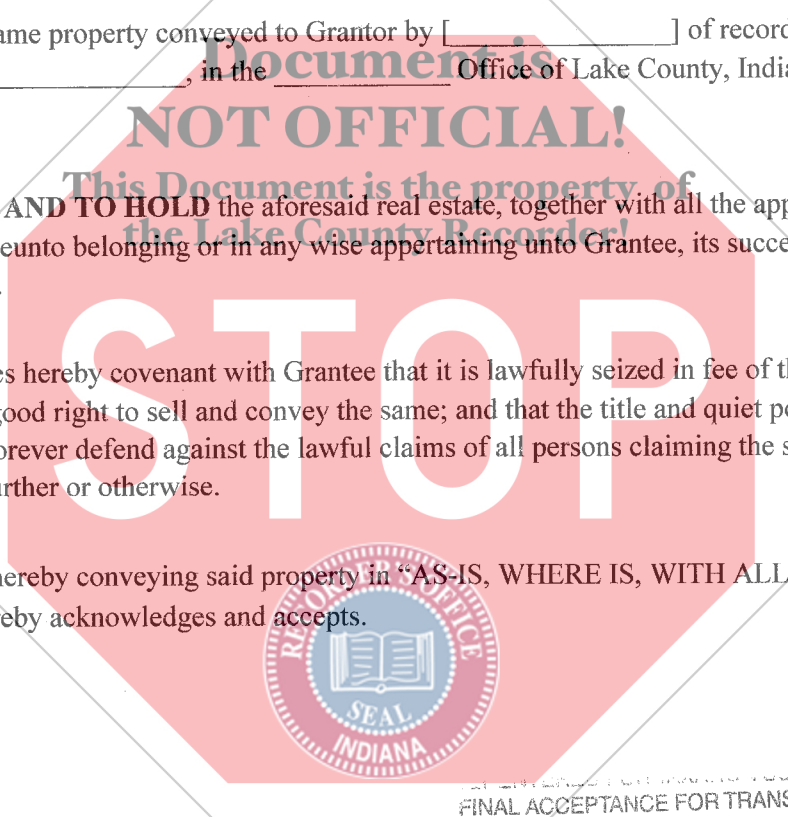 ame property conveyed to Grantor by [________________] of record
______________, in the _____________ Office of Lake County, India
Document is
NOT OFFICIAL!
This Document is the property of
the Lake County Recorder!
AND TO HOLD the aforesaid real estate, together with all the app
eunto belonging or in any wise appertaining unto Grantee, its succe
.
STOP
es hereby covenant with Grantee that it is lawfully seized in fee of th
good right to sell and convey the same; and that the title and quiet po
orever defend against the lawful claims of all persons claiming the s
urther or otherwise.
hereby conveying said property in “AS-IS, WHERE IS, WITH ALL
eby acknowledges and accepts.
RECORDER'S OFFICE
SEAL
INDIANA
FINAL ACCEPTANCE FOR TRANS